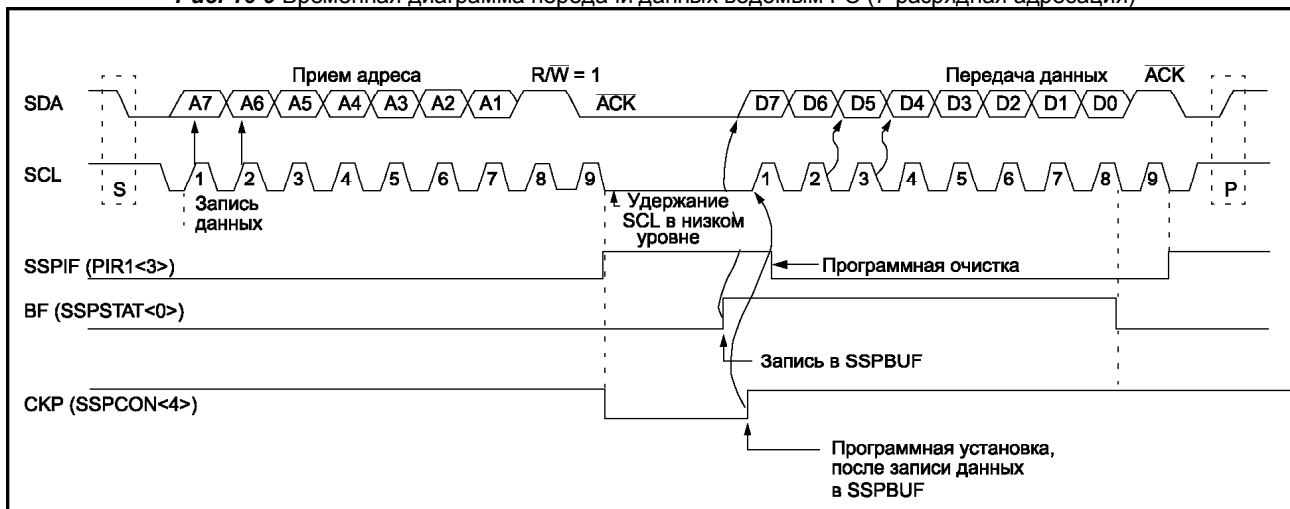 Прием адреса R/W = 1 Передача данных ACK
SDA A7 A6 A5 A4 A3 A2 A1 ACK D7 D6 D5 D4 D3 D2 D1 D0
SCL S 1 2 3 4 5 6 7 8 9 1 2 3 4 5 6 7 8 9 P
Запись
данных
Удержание
SCL в низком
уровне
SSPIF (PIR1<3>)
Программная очистка
BF (SSPSTAT<0>)
Запись в SSPBUF
CKP (SSPCON<4>)
Программная установка,
после записи данных
в SSPBUF